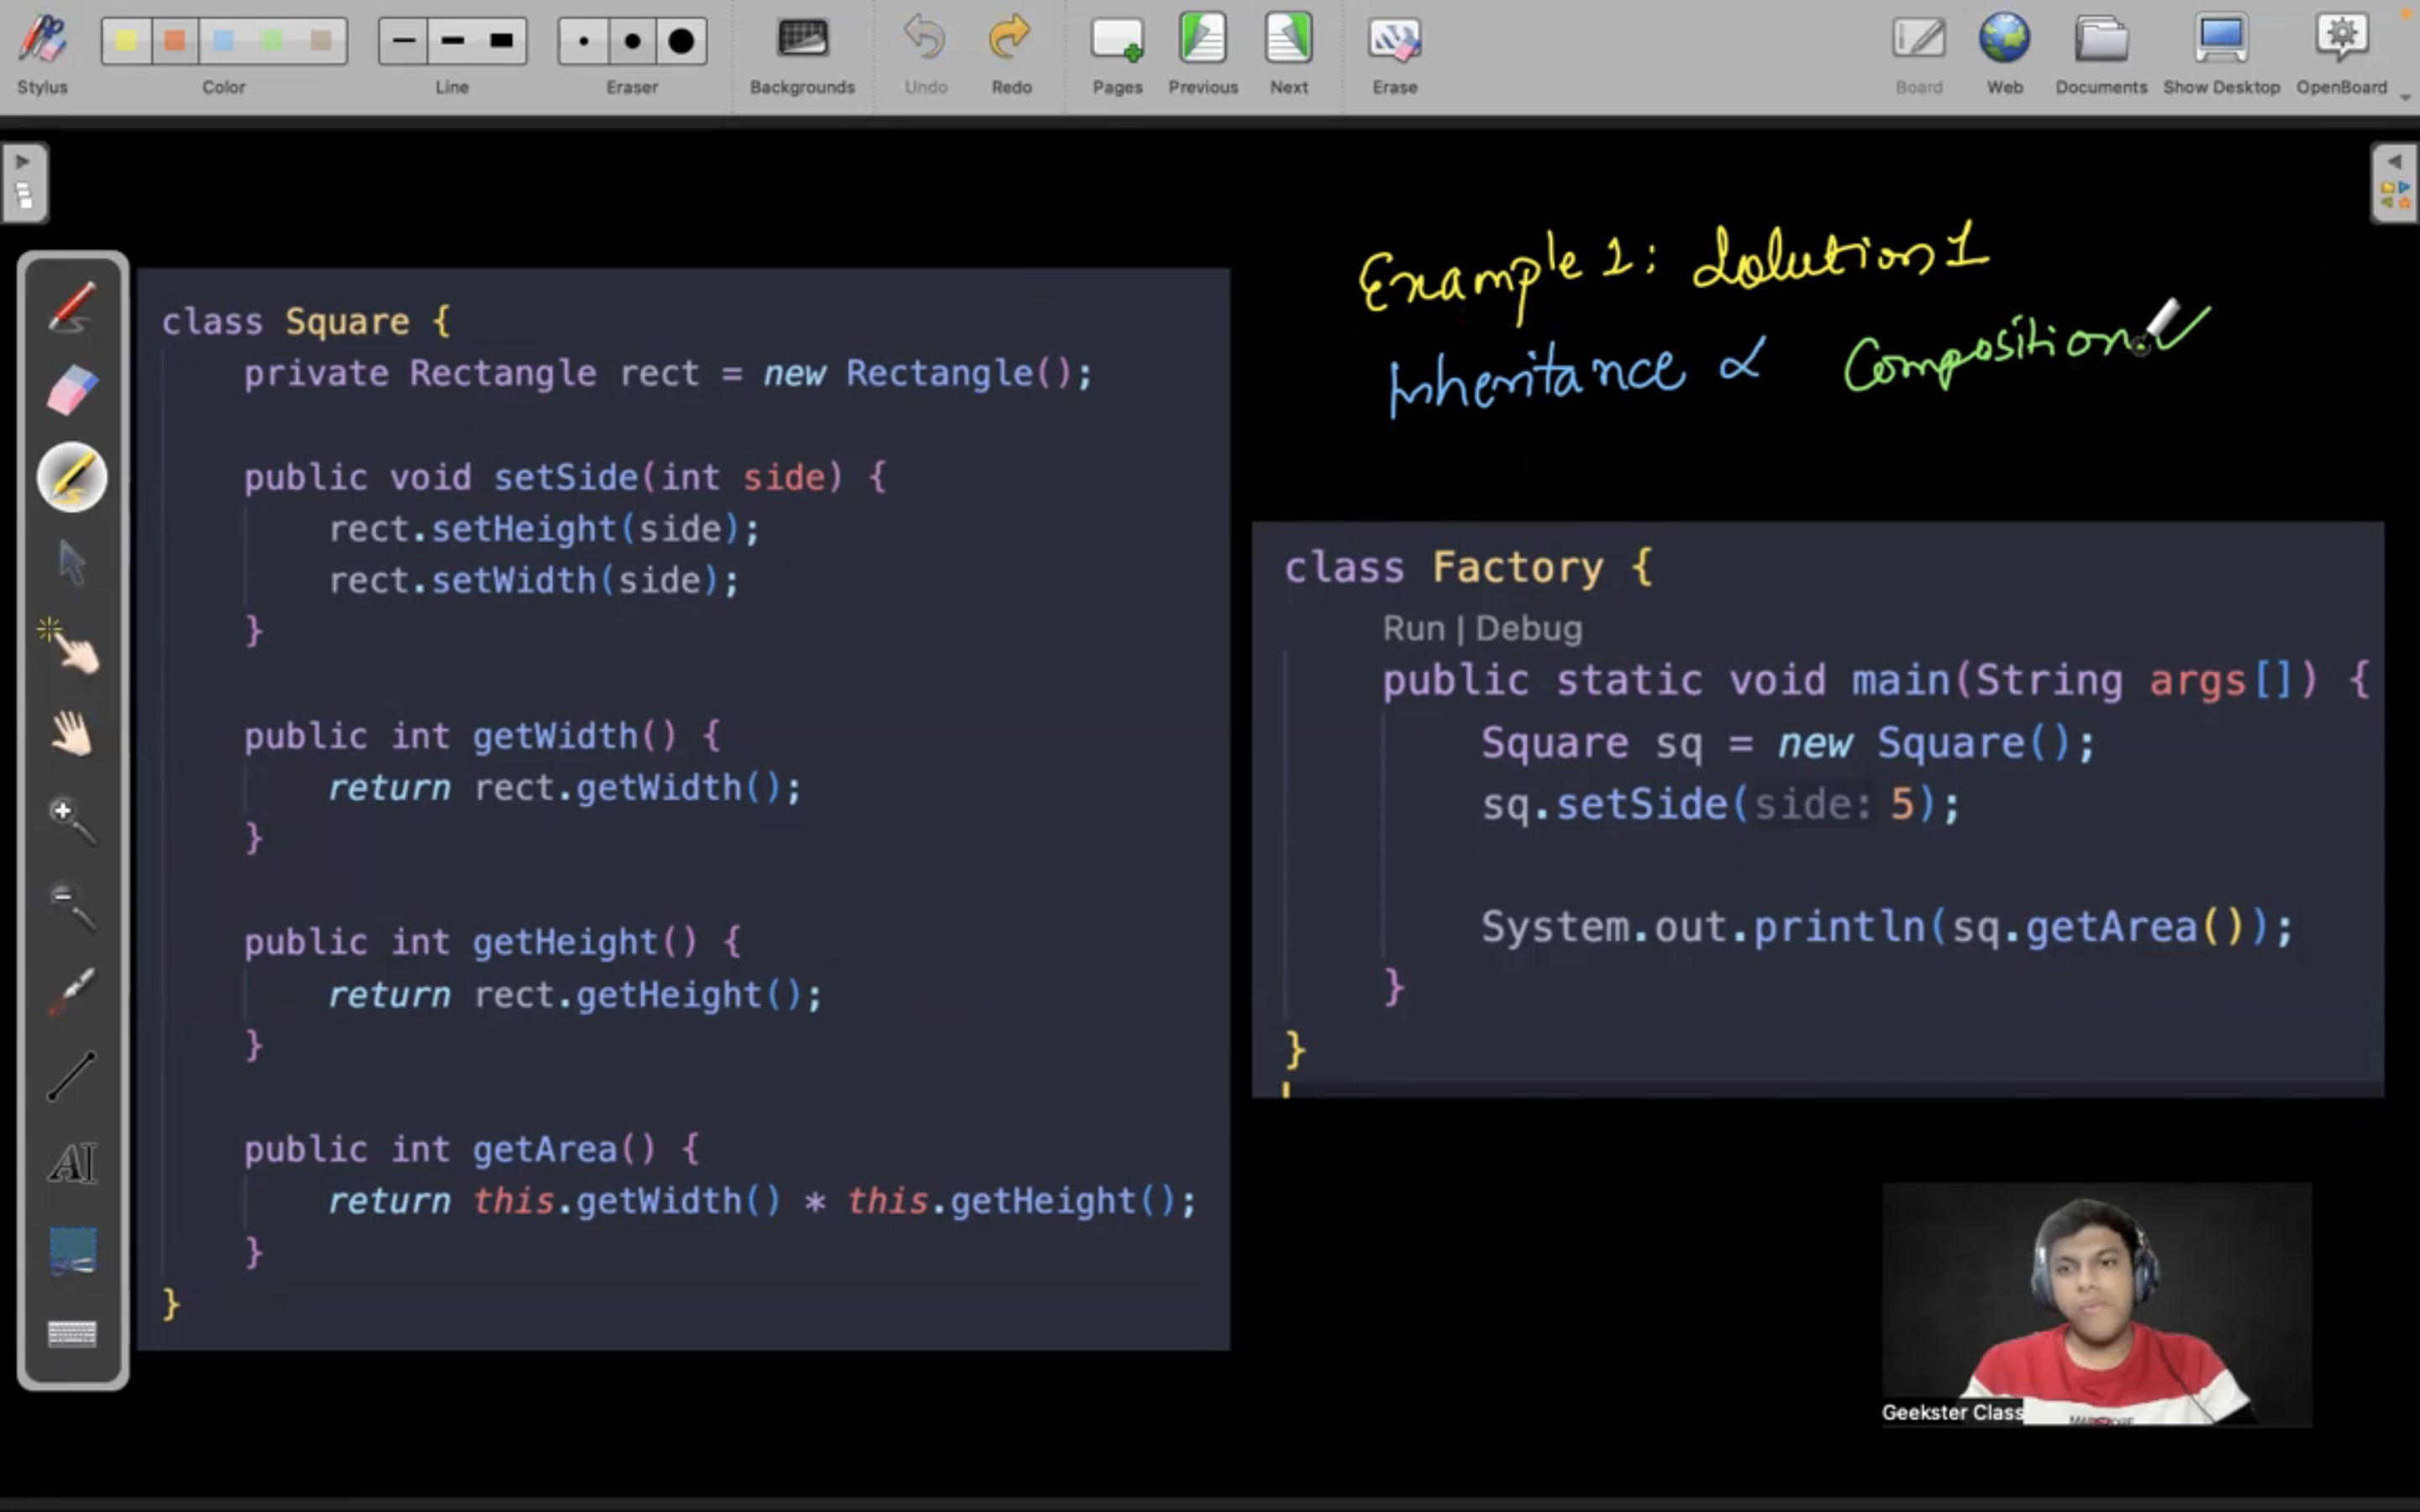 Stylus Color Line Eraser Backgrounds Undo Redo Pages Previous Next Erase Board Web Documents Show Desktop OpenBoard
Example 1: Solution 1
Inheritance Composition
class Square {
private Rectangle rect = new Rectangle();
public void setSide(int side) {
rect.setHeight(side);
rect.setWidth(side);
}
public int getWidth() {
return rect.getWidth();
}
public int getHeight() {
return rect.getHeight();
}
public int getArea() {
return this.getWidth() * this.getHeight();
}
}
class Factory {
Run | Debug
public static void main(String args[]) {
Square sq = new Square();
sq.setSide(side: 5);
System.out.println(sq.getArea());
}
}
AI
Geekster Class